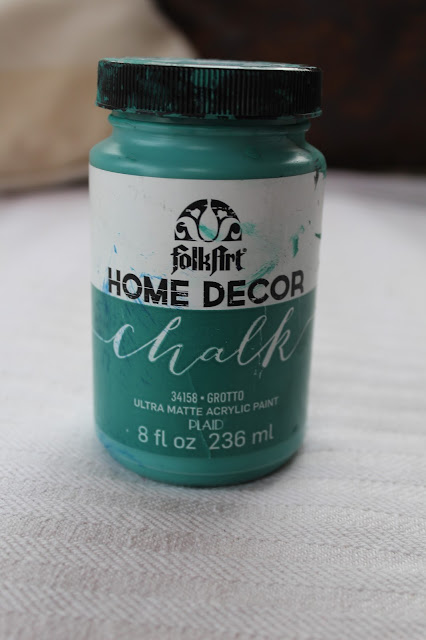 folkArt®
HOME DECOR
chalk
34158 • GROTTO
ULTRA MATTE ACRYLIC PAINT
PLAID®
8 fl oz 236 ml